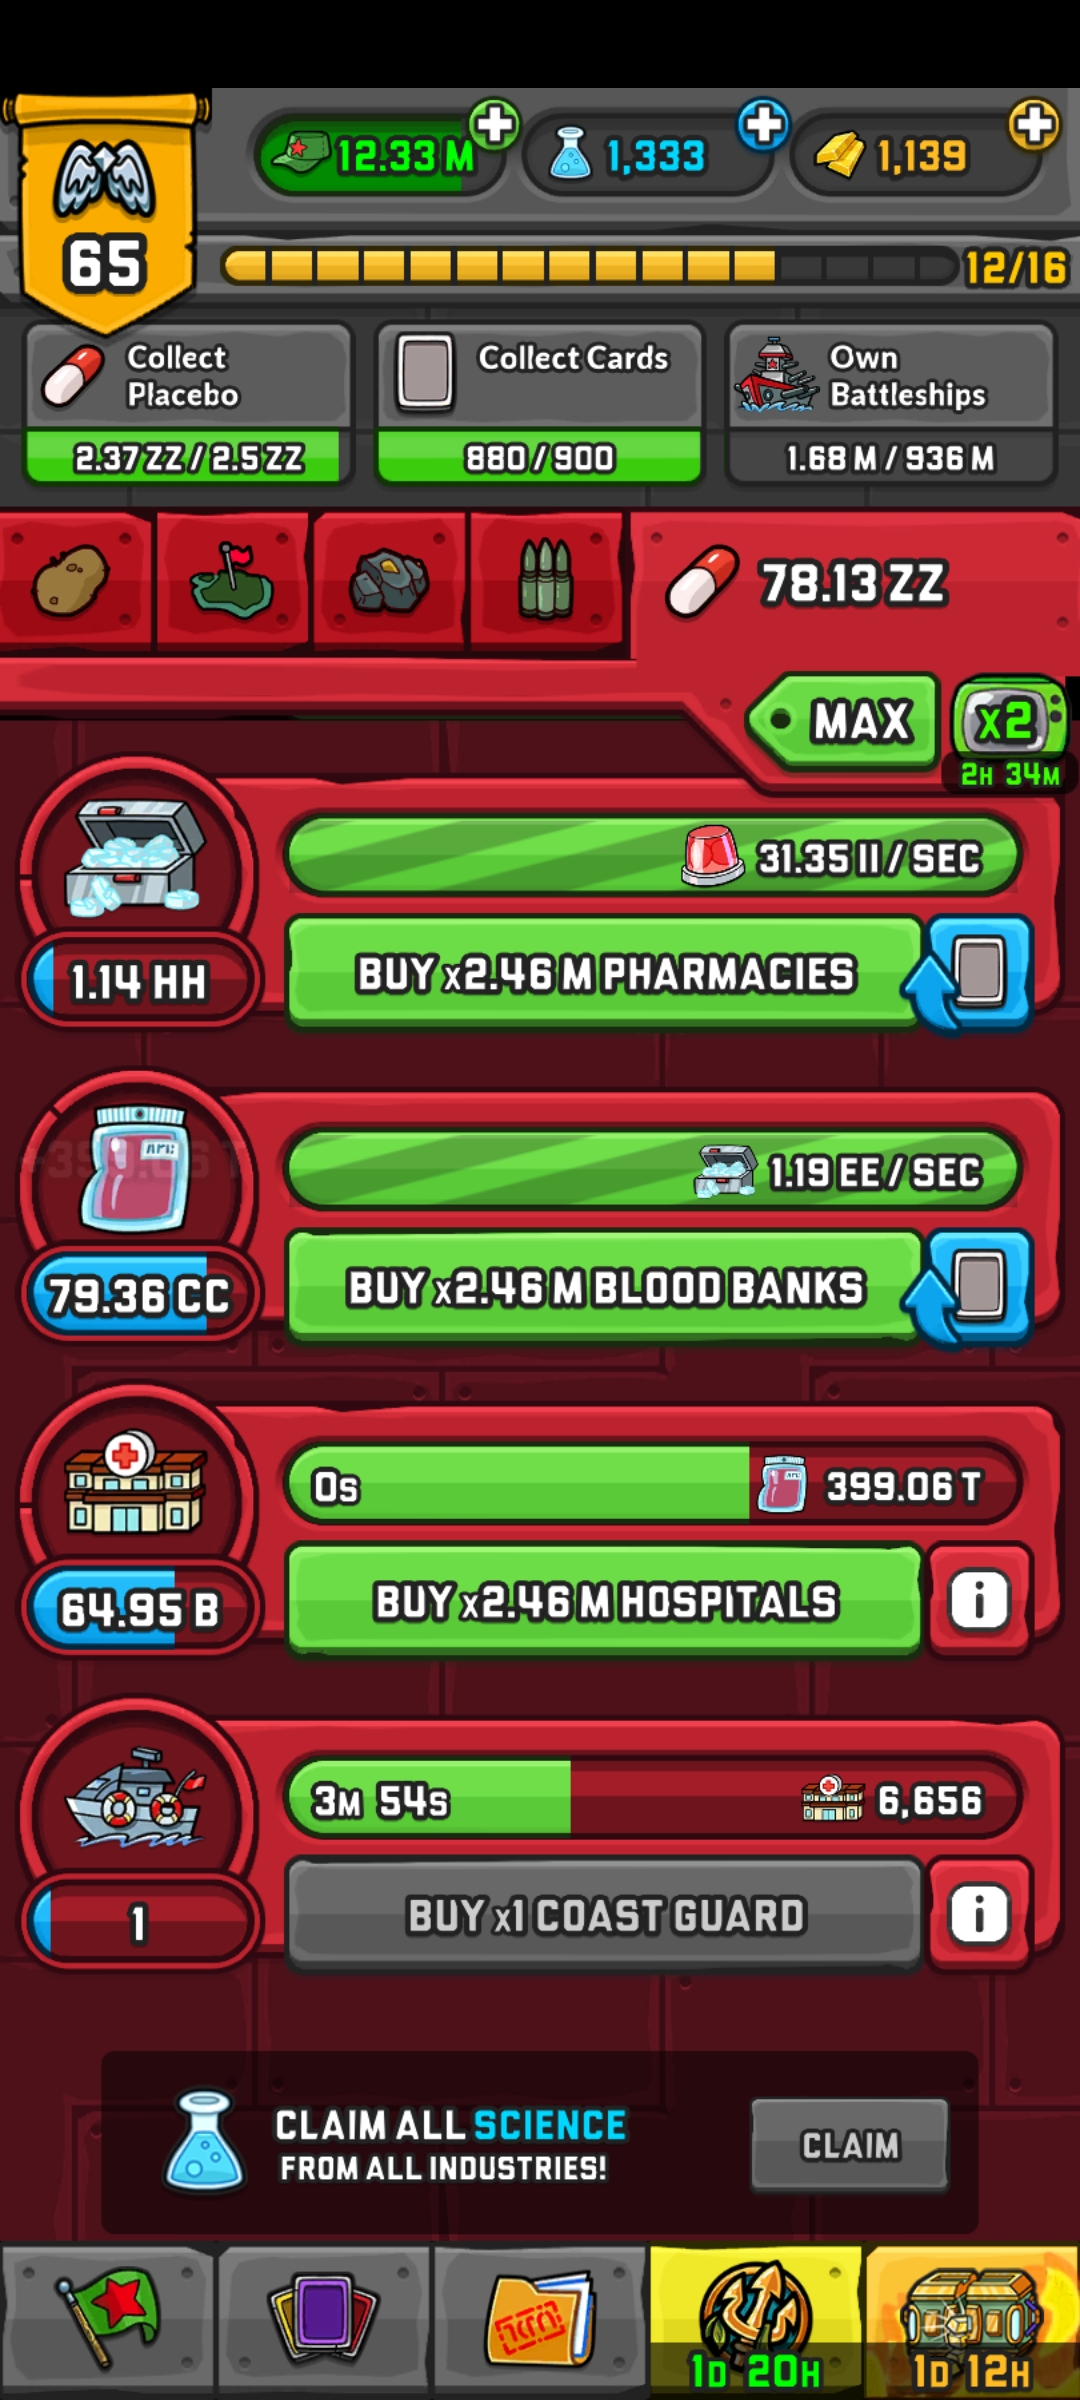 12.33 M
1,333
1,139
65
12/16
Collect
Placebo
Collect Cards
Own
Battleships
2.37 ZZ / 2.5 ZZ
880 / 900
1.68 M / 936 M
78.13 ZZ
MAX
x2
2H 34M
31.35 II / SEC
1.14 HH
BUY x2.46 M PHARMACIES
1.19 EE / SEC
79.36 CC
BUY x2.46 M BLOOD BANKS
0s
399.06 T
64.95 B
BUY x2.46 M HOSPITALS
i
3M 54s
6,656
1
BUY x1 COAST GUARD
i
CLAIM ALL SCIENCE
FROM ALL INDUSTRIES!
CLAIM
1D 20H
1D 12H